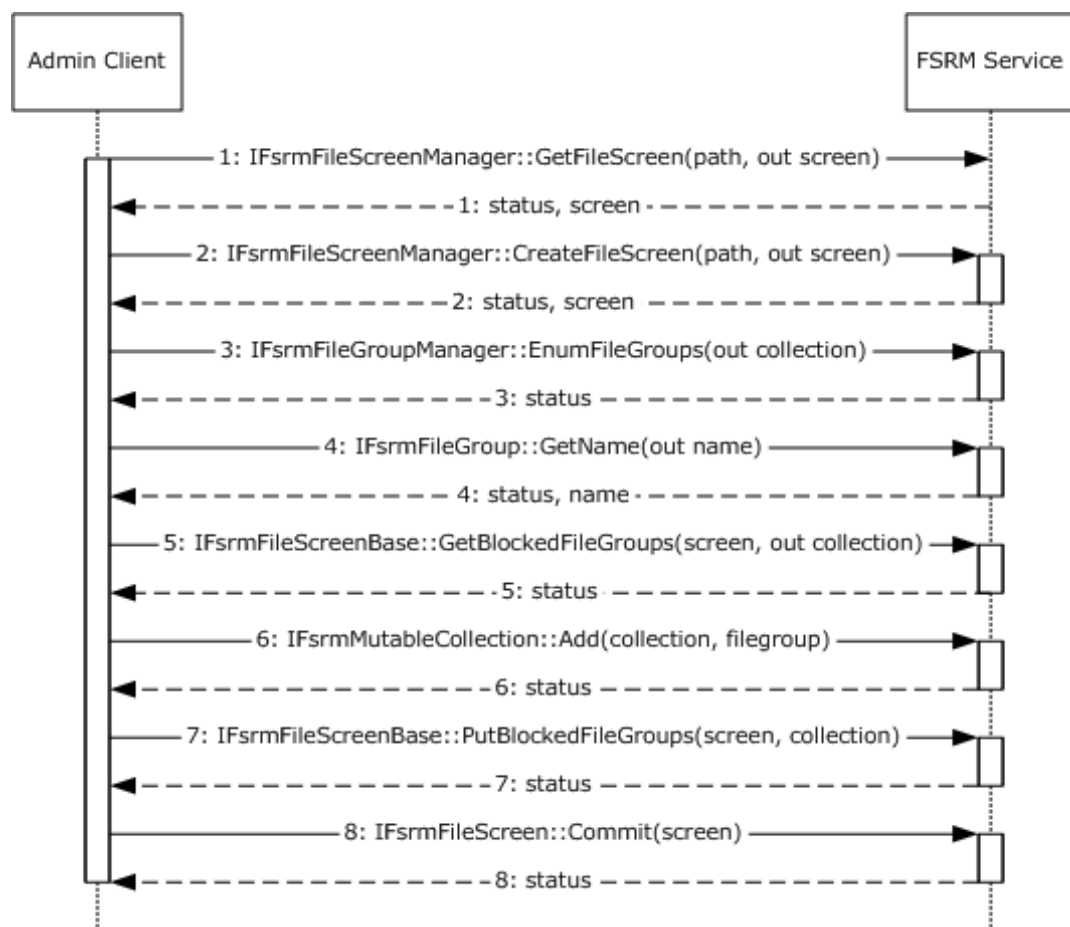 Admin Client
FSRM Service
1: IFsrmFileScreenManager::GetFileScreen(path, out screen)
1: status, screen
2: IFsrmFileScreenManager::CreateFileScreen(path, out screen)
2: status, screen
3: IFsrmFileGroupManager::EnumFileGroups(out collection)
3: status
4: IFsrmFileGroup::GetName(out name)
4: status, name
5: IFsrmFileScreenBase::GetBlockedFileGroups(screen, out collection)
5: status
6: IFsrmMutableCollection::Add(collection, filegroup)
6: status
7: IFsrmFileScreenBase::PutBlockedFileGroups(screen, collection)
7: status
8: IFsrmFileScreen::Commit(screen)
8: status